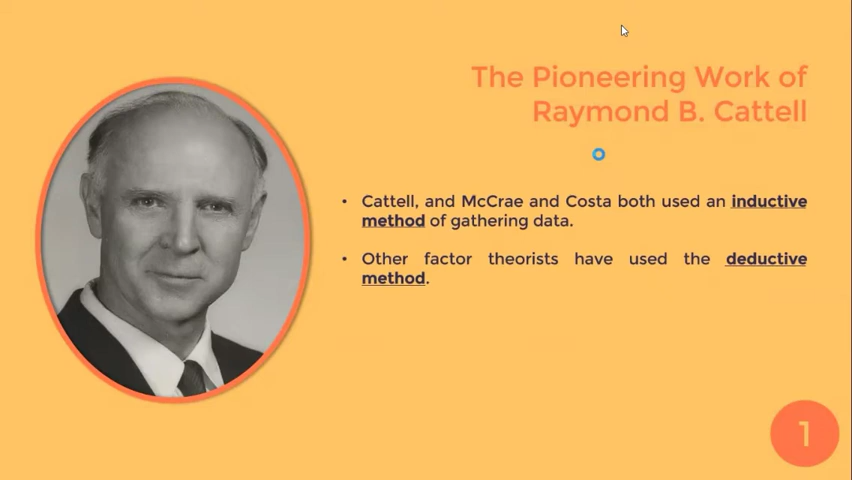 The Pioneering Work of
Raymond B. Cattell
• Cattell, and McCrae and Costa both used an inductive
method of gathering data.
• Other factor theorists have used the deductive
method.
1